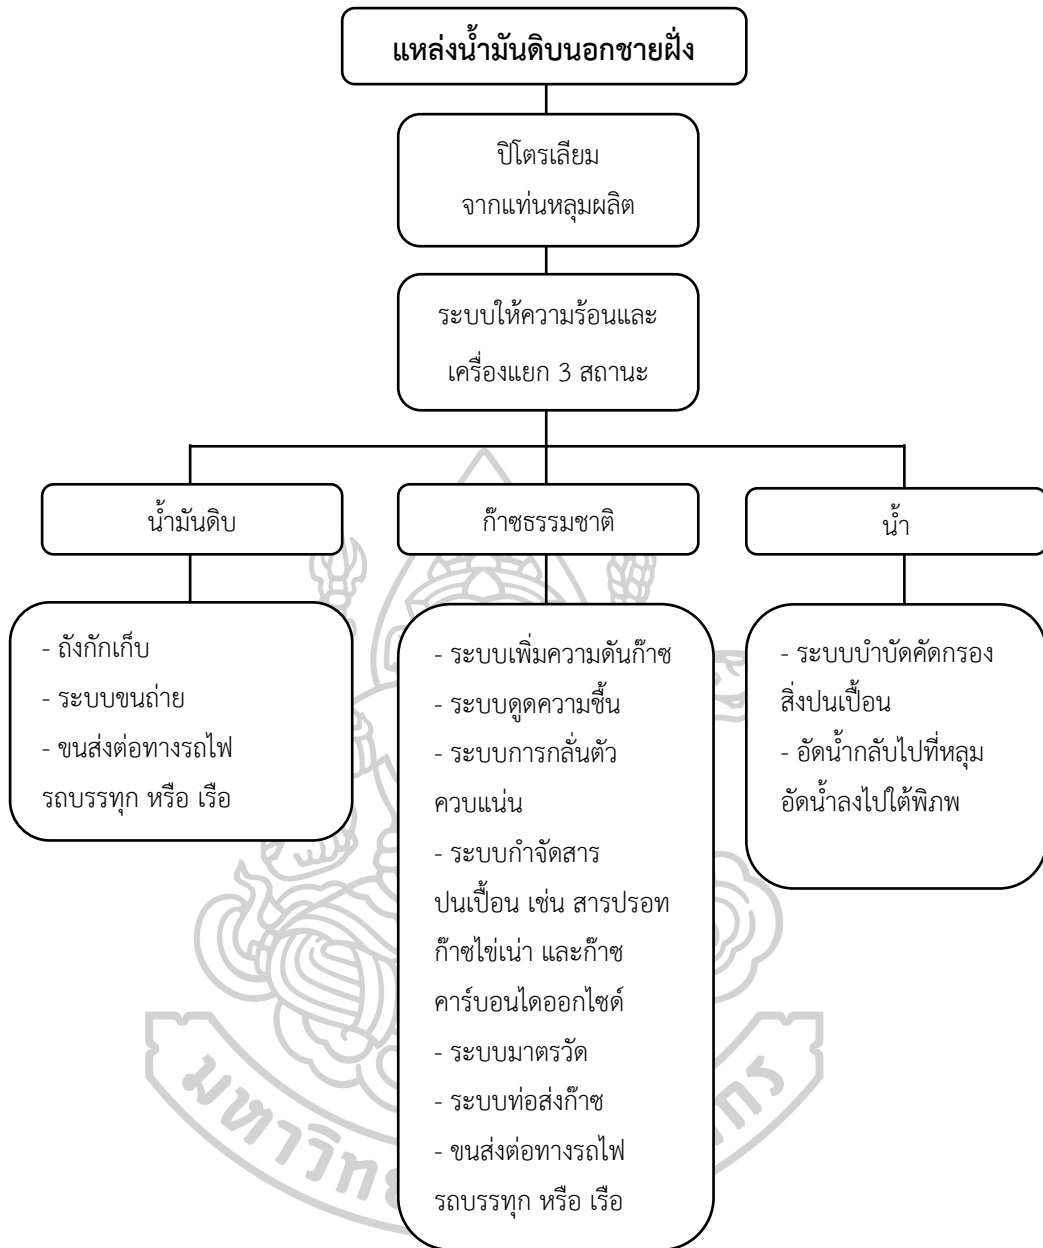 แหล่งน้ำมันดิบนอกชายฝั่ง
ปิโตรเลียม
จากแท่นหลุมผลิต
ระบบให้ความร้อนและ
เครื่องแยก 3 สถานะ
น้ำมันดิบ
- ถังกักเก็บ
- ระบบขนถ่าย
- ขนส่งต่อทางรถไฟ
รถบรรทุก หรือ เรือ
ก๊าซธรรมชาติ
- ระบบเพิ่มความดันก๊าซ
- ระบบดูดความชื้น
- ระบบการกลั่นตัว
ควบแน่น
- ระบบกำจัดสาร
ปนเปื้อน เช่น สารปรอท
ก๊าซไข่เน่า และก๊าซ
คาร์บอนไดออกไซด์
- ระบบมาตรวัด
- ระบบท่อส่งก๊าซ
- ขนส่งต่อทางรถไฟ
รถบรรทุก หรือ เรือ
น้ำ
- ระบบบำบัดคัดกรอง
สิ่งปนเปื้อน
- อัดน้ำกลับไปที่หลุม
อัดน้ำลงไปใต้พิภพ